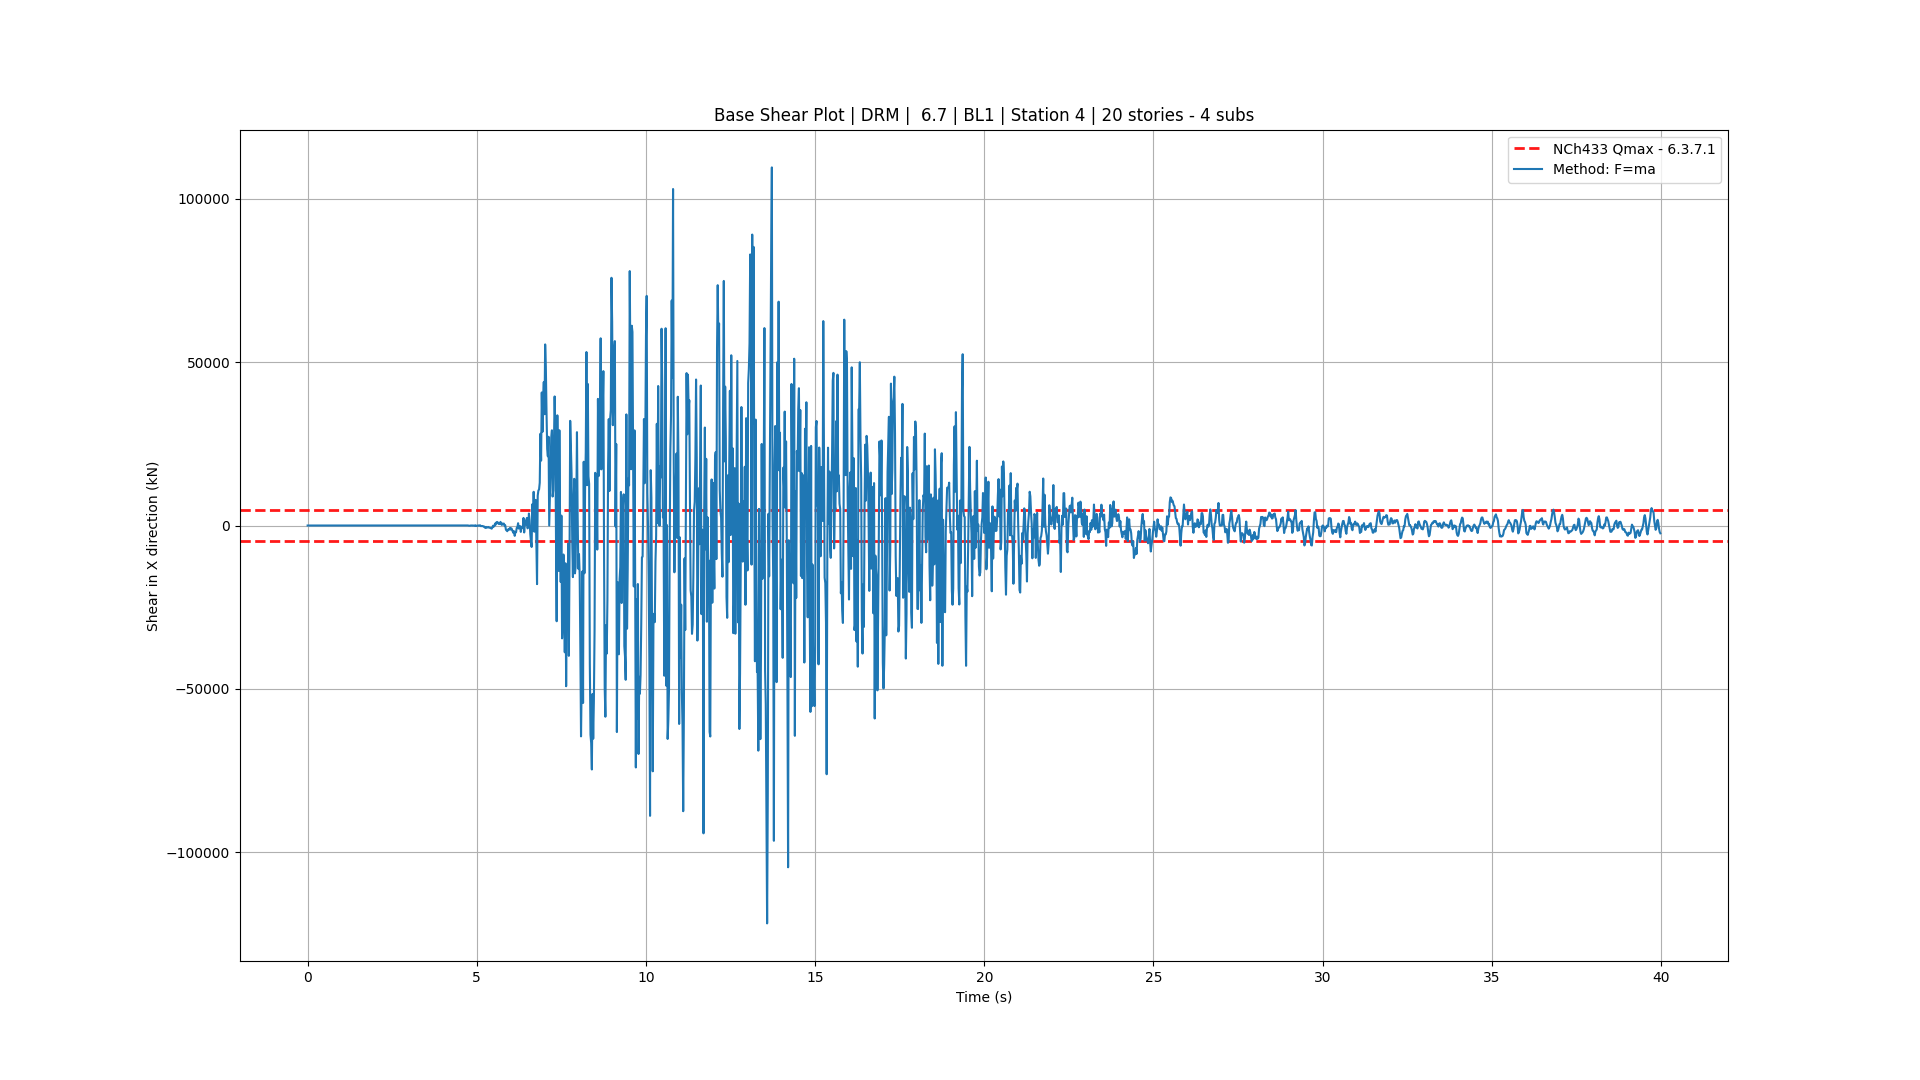 Base Shear Plot | DRM |  6.7 | BL1 | Station 4 | 20 stories - 4 subs
NCh433 Qmax - 6.3.7.1
Method: F=ma
Shear in X direction (kN)
100000
50000
0
−50000
−100000
0 5 10 15 20 25 30 35 40
Time (s)